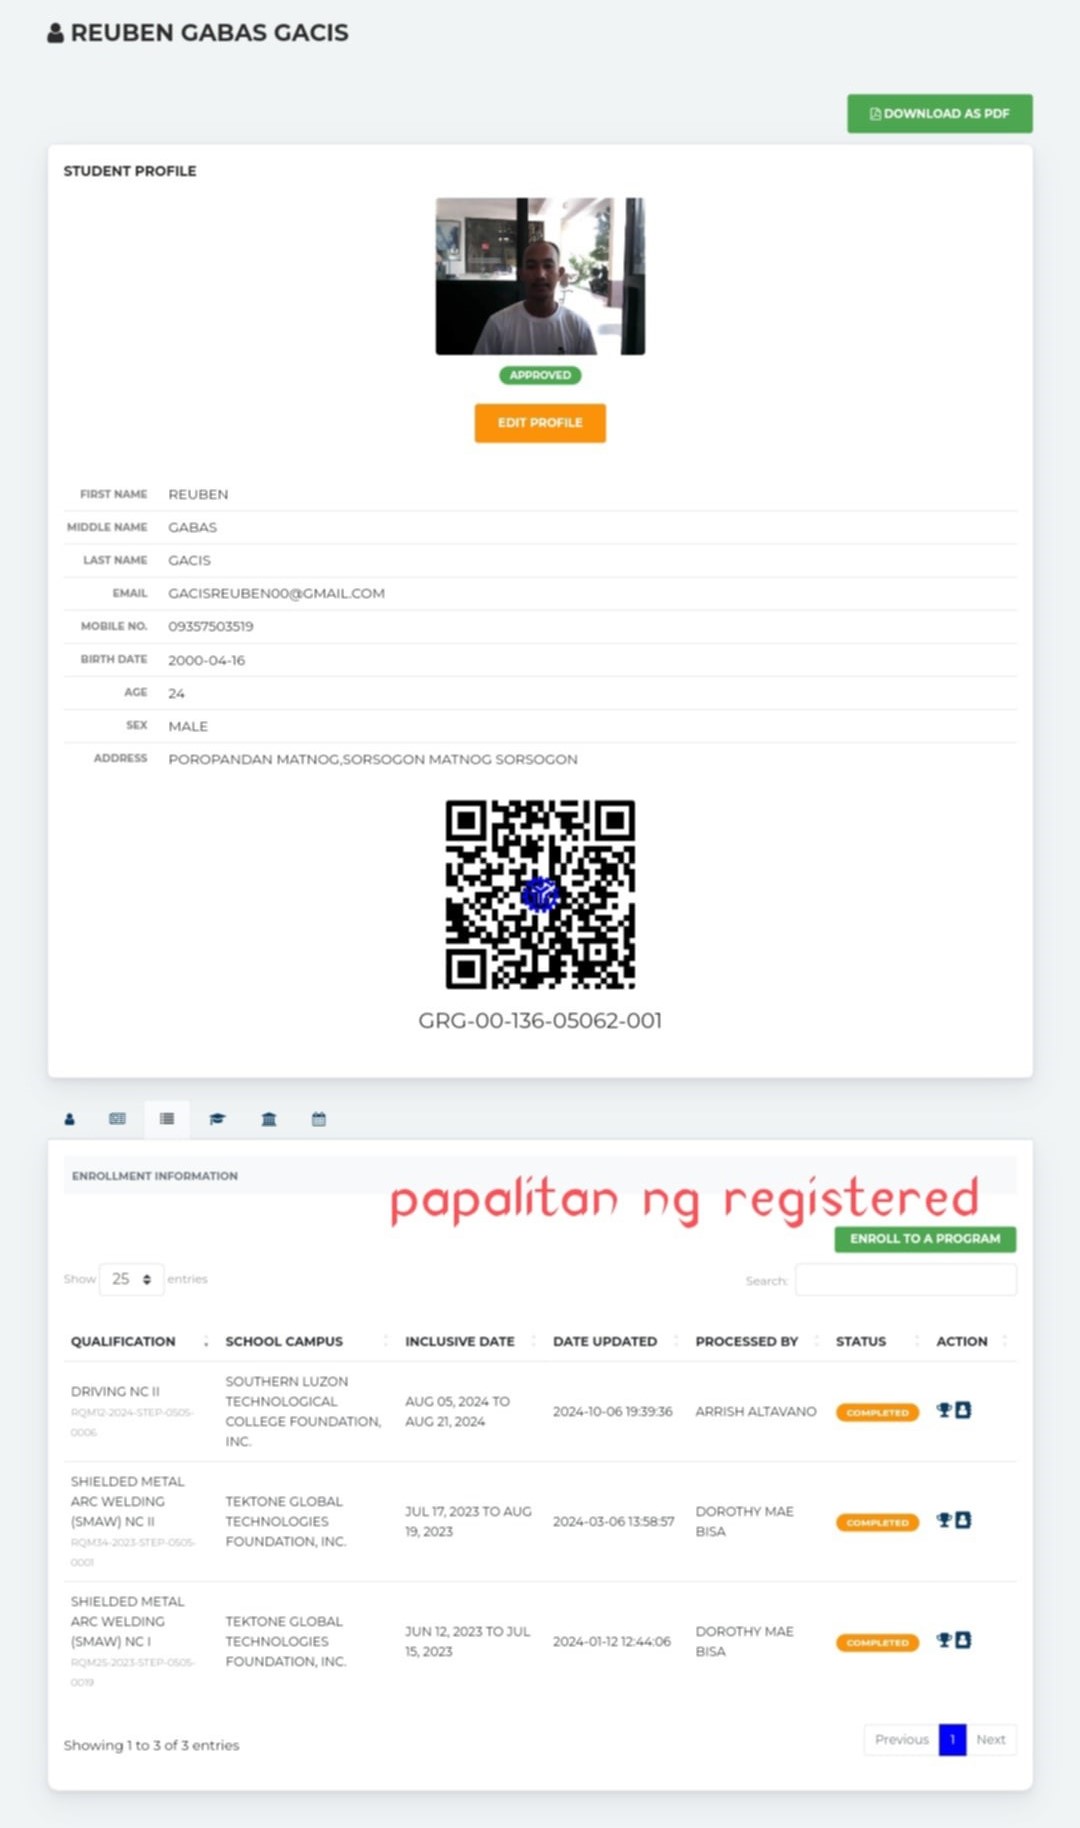 REUBEN GABAS GACIS
DOWNLOAD AS PDF
STUDENT PROFILE
APPROVED
EDIT PROFILE
FIRST NAME REUBEN
MIDDLE NAME GABAS
LAST NAME GACIS
EMAIL GACISREUBEN00@GMAIL.COM
MOBILE NO. 09357503519
BIRTH DATE 2000-04-16
AGE 24
SEX MALE
ADDRESS POROPANDAN MATNOG,SORSOGON MATNOG SORSOGON
GRG-00-136-05062-001
ENROLLMENT INFORMATION
papalitan ng registered
ENROLL TO A PROGRAM
Show 25 entries
Search:
QUALIFICATION SCHOOL CAMPUS INCLUSIVE DATE DATE UPDATED PROCESSED BY STATUS ACTION
DRIVING NC II
RQM12-2024-STEP-0505-
0006
SOUTHERN LUZON
TECHNOLOGICAL
COLLEGE FOUNDATION,
INC.
AUG 05, 2024 TO
AUG 21, 2024
2024-10-06 19:39:36
ARRISH ALTAVANO
COMPLETED
SHIELDED METAL
ARC WELDING
(SMAW) NC II
RQM34-2023-STEP-0505-
0001
TEKTONE GLOBAL
TECHNOLOGIES
FOUNDATION, INC.
JUL 17, 2023 TO AUG
19, 2023
2024-03-06 13:58:57
DOROTHY MAE
BISA
COMPLETED
SHIELDED METAL
ARC WELDING
(SMAW) NC I
RQM25-2023-STEP-0505-
0019
TEKTONE GLOBAL
TECHNOLOGIES
FOUNDATION, INC.
JUN 12, 2023 TO JUL
15, 2023
2024-01-12 12:44:06
DOROTHY MAE
BISA
COMPLETED
Showing 1 to 3 of 3 entries
Previous 1 Next